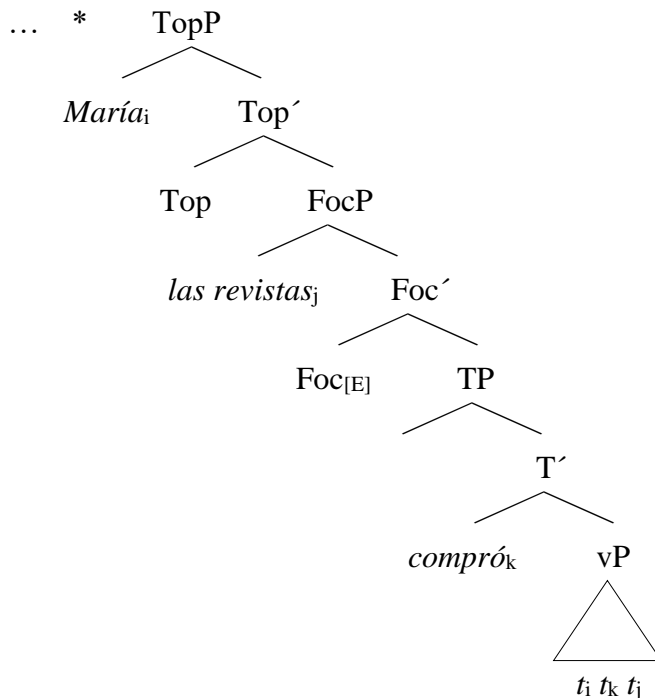 … * TopP
Maríaᵢ Top´
Top FocP
las revistasⱼ Foc´
Foc[E] TP
T´
compróₖ vP
tᵢ tₖ tⱼ